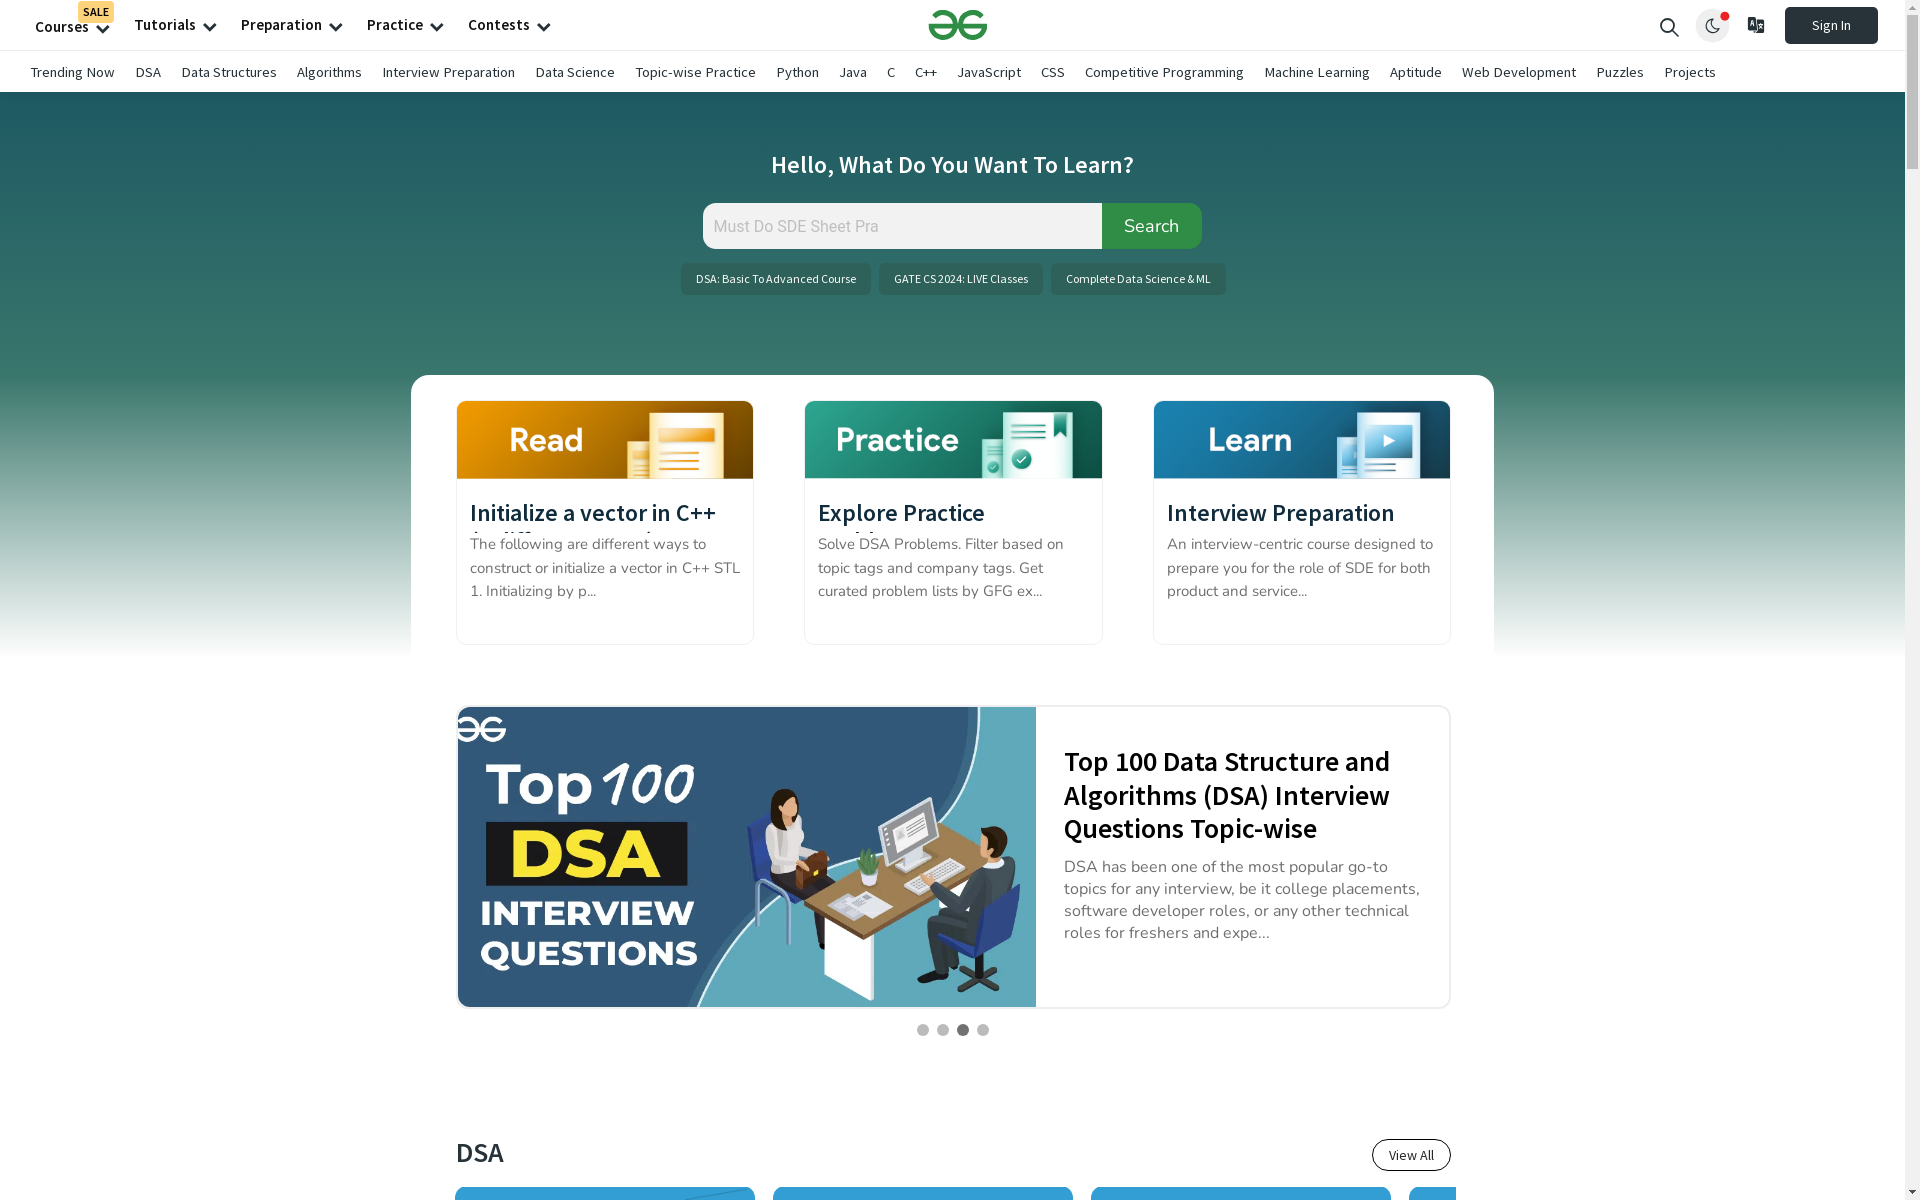 SALE
Courses
Tutorials
Preparation
Practice
Contests
Sign In
Trending Now
DSA
Data Structures
Algorithms
Interview Preparation
Data Science
Topic-wise Practice
Python
Java
C
C++
JavaScript
CSS
Competitive Programming
Machine Learning
Aptitude
Web Development
Puzzles
Projects
Hello, What Do You Want To Learn?
Must Do SDE Sheet Pra
Search
DSA: Basic To Advanced Course
GATE CS 2024: LIVE Classes
Complete Data Science & ML
Read
Initialize a vector in C++
The following are different ways to
construct or initialize a vector in C++ STL
1. Initializing by p...
Practice
Explore Practice
Solve DSA Problems. Filter based on
topic tags and company tags. Get
curated problem lists by GFG ex...
Learn
Interview Preparation
An interview-centric course designed to
prepare you for the role of SDE for both
product and service...
Top 100
DSA
INTERVIEW
QUESTIONS
Top 100 Data Structure and
Algorithms (DSA) Interview
Questions Topic-wise
DSA has been one of the most popular go-to
topics for any interview, be it college placements,
software developer roles, or any other technical
roles for freshers and expe...
DSA
View All